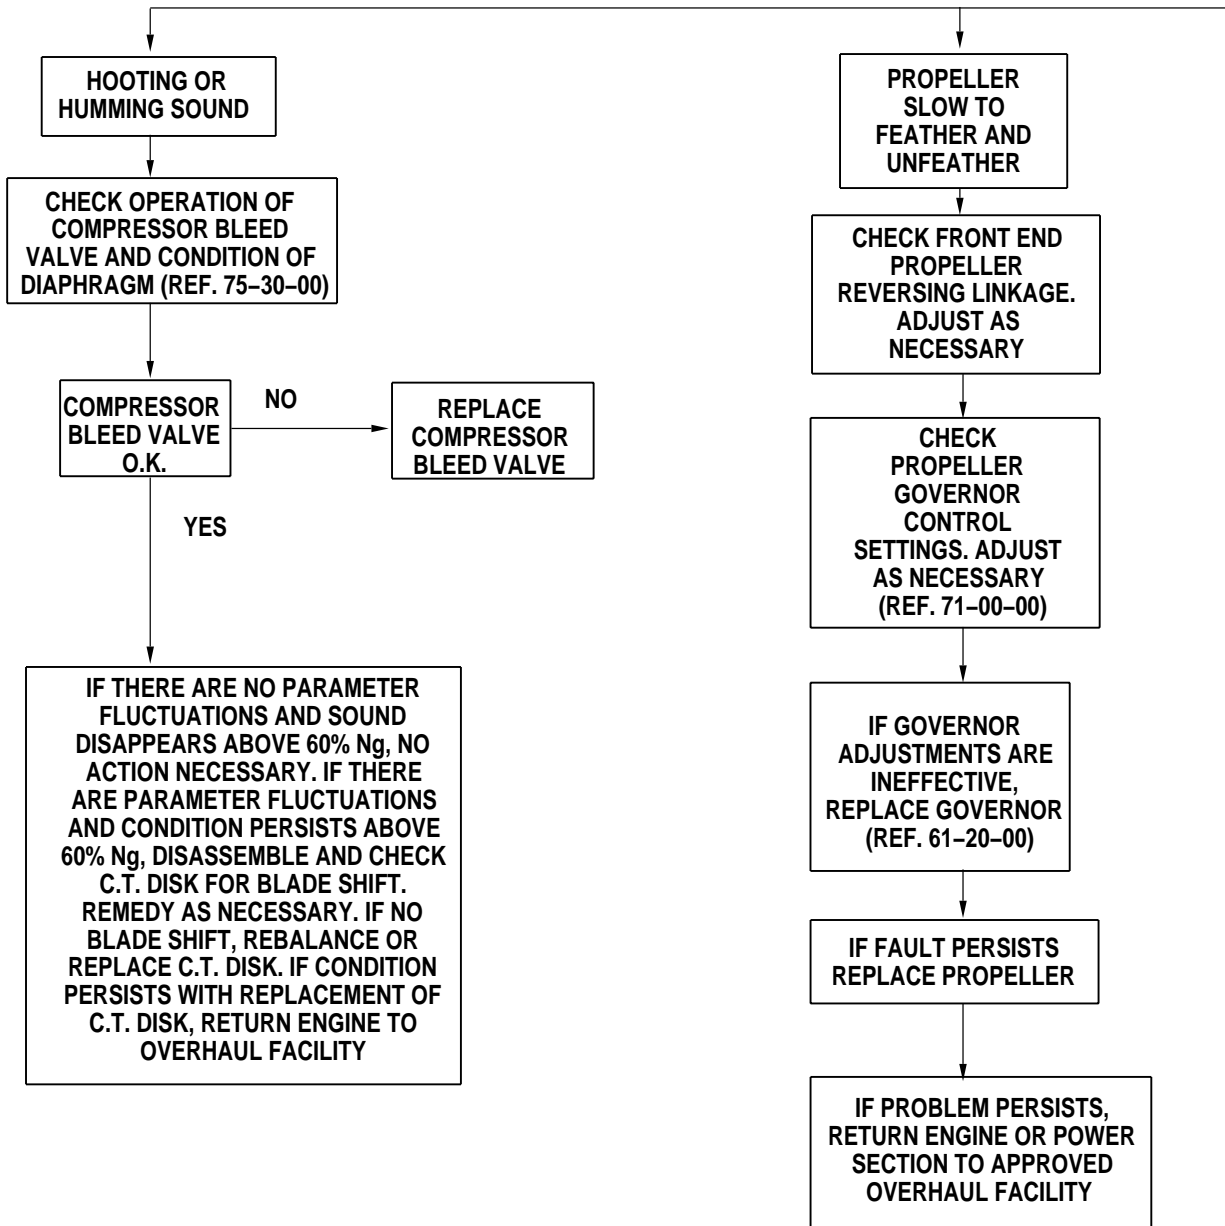 HOOTING OR
HUMMING SOUND
CHECK OPERATION OF
COMPRESSOR BLEED
VALVE AND CONDITION OF
DIAPHRAGM (REF. 75–30–00)
COMPRESSOR
BLEED VALVE
O.K.
NO
REPLACE
COMPRESSOR
BLEED VALVE
YES
IF THERE ARE NO PARAMETER
FLUCTUATIONS AND SOUND
DISAPPEARS ABOVE 60% Ng, NO
ACTION NECESSARY. IF THERE
ARE PARAMETER FLUCTUATIONS
AND CONDITION PERSISTS ABOVE
60% Ng, DISASSEMBLE AND CHECK
C.T. DISK FOR BLADE SHIFT.
REMEDY AS NECESSARY. IF NO
BLADE SHIFT, REBALANCE OR
REPLACE C.T. DISK. IF CONDITION
PERSISTS WITH REPLACEMENT OF
C.T. DISK, RETURN ENGINE TO
OVERHAUL FACILITY
PROPELLER
SLOW TO
FEATHER AND
UNFEATHER
CHECK FRONT END
PROPELLER
REVERSING LINKAGE.
ADJUST AS
NECESSARY
CHECK
PROPELLER
GOVERNOR
CONTROL
SETTINGS. ADJUST
AS NECESSARY
(REF. 71–00–00)
IF GOVERNOR
ADJUSTMENTS ARE
INEFFECTIVE,
REPLACE GOVERNOR
(REF. 61–20–00)
IF FAULT PERSISTS
REPLACE PROPELLER
IF PROBLEM PERSISTS,
RETURN ENGINE OR POWER
SECTION TO APPROVED
OVERHAUL FACILITY